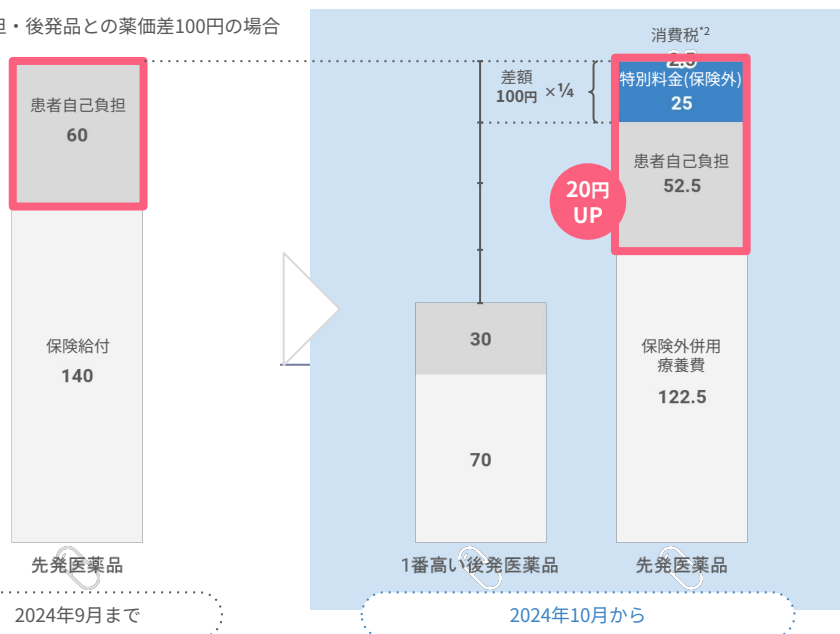 担・後発品との薬価差100円の場合
患者自己負担
60
保険給付
140
先発医薬品
2024年9月まで
差額
100円 ×¼
30
70
1番高い後発医薬品
消費税*2
2.5
特別料金(保険外)
25
患者自己負担
52.5
20円
UP
保険外併用
療養費
122.5
先発医薬品
2024年10月から